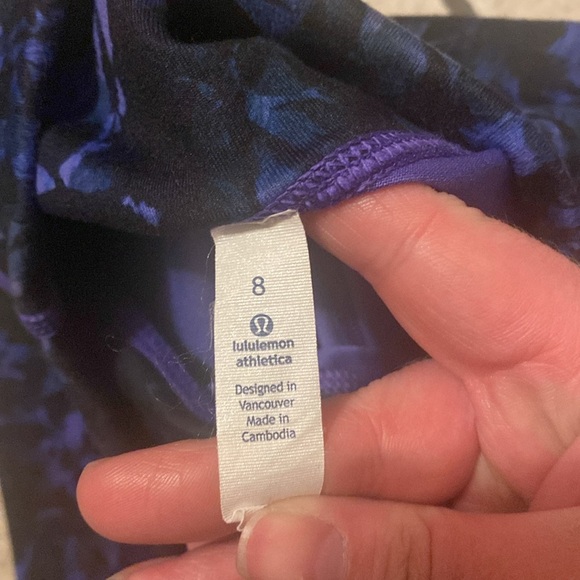 8
lululemon
athletica
Designed in
Vancouver
Made in
Cambodia